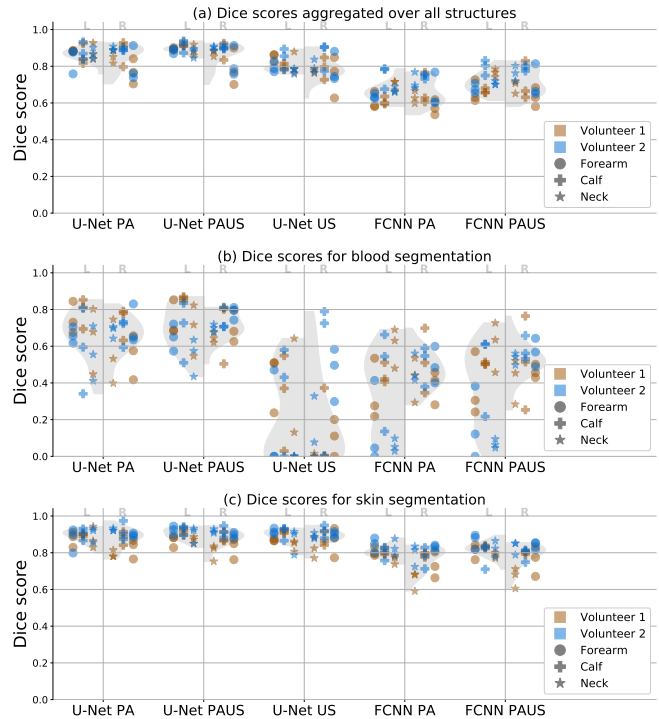 (a) Dice scores aggregated over all structures
L R L R L R L R L R
1.0
0.8
0.6
0.4
0.2
0.0
Dice score
Volunteer 1
Volunteer 2
Forearm
Calf
Neck
U-Net PA U-Net PAUS U-Net US FCNN PA FCNN PAUS
(b) Dice scores for blood segmentation
L R L R L R L R L R
1.0
0.8
0.6
0.4
0.2
0.0
Dice score
Volunteer 1
Volunteer 2
Forearm
Calf
Neck
U-Net PA U-Net PAUS U-Net US FCNN PA FCNN PAUS
(c) Dice scores for skin segmentation
L R L R L R L R L R
1.0
0.8
0.6
0.4
0.2
0.0
Dice score
Volunteer 1
Volunteer 2
Forearm
Calf
Neck
U-Net PA U-Net PAUS U-Net US FCNN PA FCNN PAUS